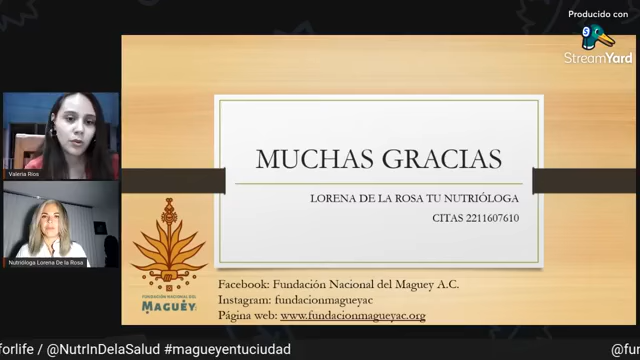 Producido con
StreamYard
MUCHAS GRACIAS
LORENA DE LA ROSA TU NUTRIÓLOGA
CITAS 2211607610
Valeria Ríos
Nutrióloga Lorena De la Rosa
FUNDACIÓN NACIONAL DEL
MAGUEY
Facebook: Fundación Nacional del Maguey A.C.
Instagram: fundacionmagueyac
Página web: www.fundacionmagueyac.org
forlife / @NutrInDelaSalud #magueyentuciudad
@fun